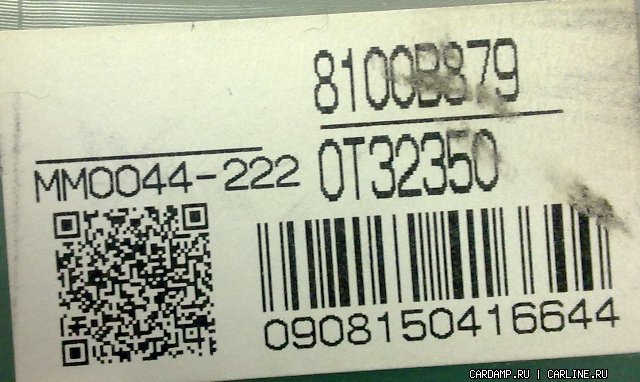 8100B879
MM0044-222
0T32350
0908150416644
CARDAMP.RU | CARLINE.RU